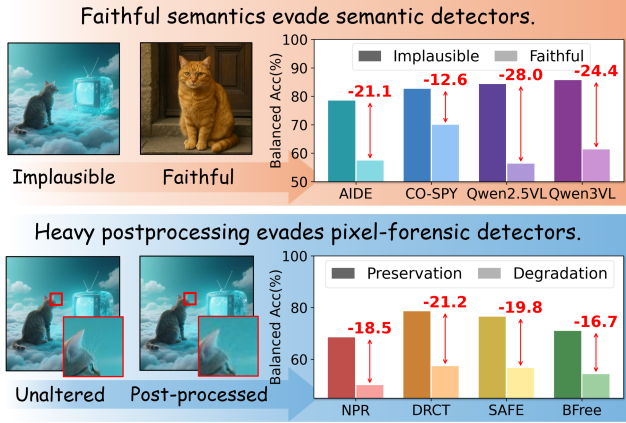 Faithful semantics evade semantic detectors.
Implausible
Faithful
Balanced Acc(%)
100
90
80
70
60
50
Implausible Faithful
-21.1
-12.6
-28.0
-24.4
AIDE CO-SPY Qwen2.5VL Qwen3VL
Heavy postprocessing evades pixel-forensic detectors.
Unaltered
Post-processed
Balanced Acc(%)
100
80
60
Preservation Degradation
-18.5
-21.2
-19.8
-16.7
NPR DRCT SAFE BFree